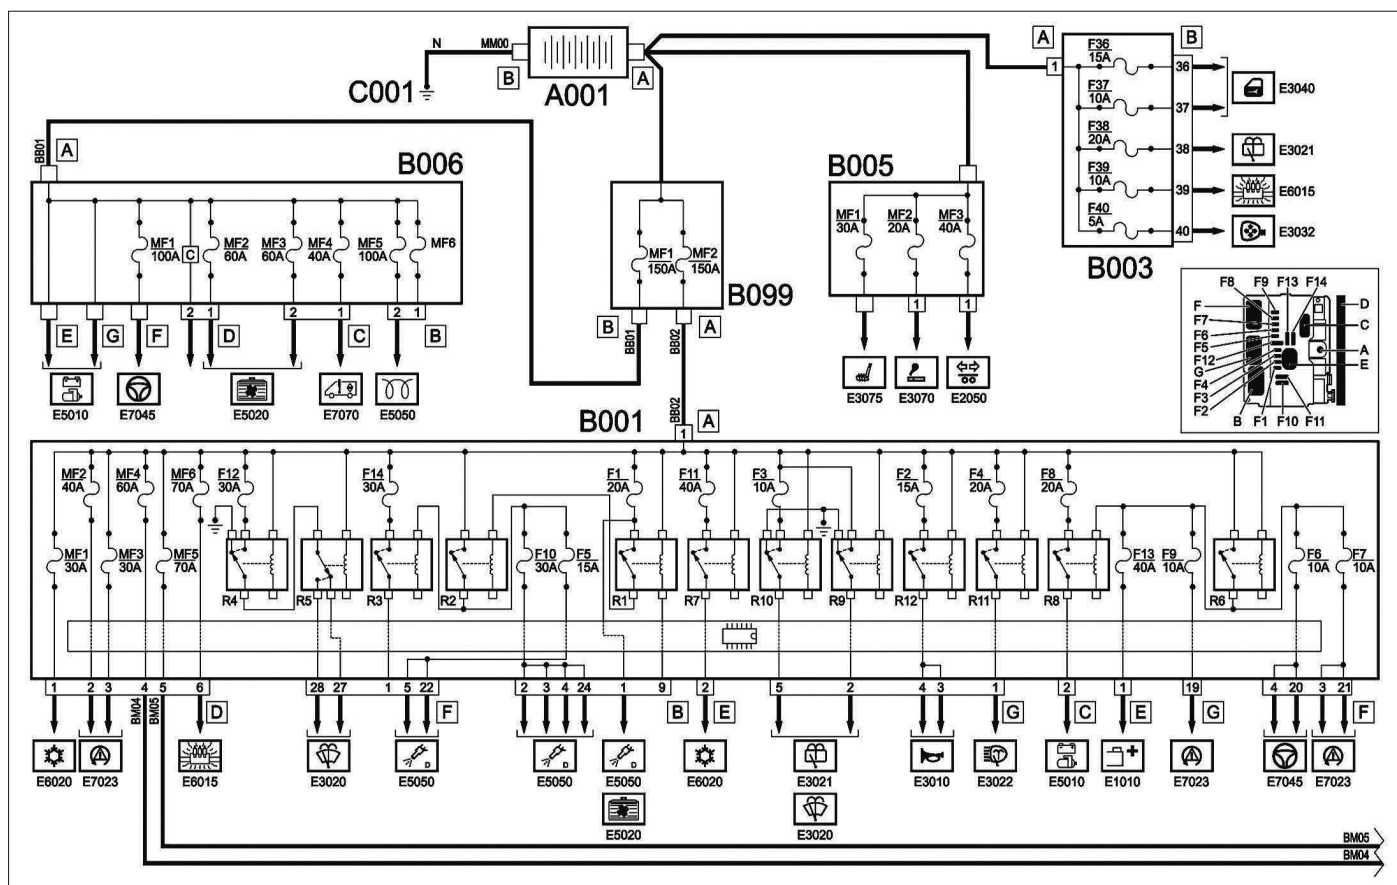 N
MM00
B
A
C001
A001
A
B
1
F36
15A
36
F37
10A
37
E3040
F38
20A
38
E3021
F39
10A
39
E6015
F40
5A
40
E3032
B003
BB01
A
B006
MF1
100A
C
MF2
60A
MF3
60A
MF4
40A
MF5
100A
MF6
2
1
2
1
2
1
E
G
F
D
C
B
E5010
E7045
E5020
E7070
E5050
MF1
150A
MF2
150A
B099
B
BB01
BB02
A
B005
MF1
30A
MF2
20A
MF3
40A
1
1
E3075
E3070
E2050
F8
F9
F13
F14
F
F7
F6
F5
F12
G
F4
F3
F2
B
F1
F10
F11
D
C
A
E
B001
BB02
1
A
MF2
40A
MF4
60A
MF6
70A
F12
30A
F14
30A
F1
20A
F11
40A
F3
10A
F2
15A
F4
20A
F8
20A
MF1
30A
MF3
30A
MF5
70A
F10
30A
F5
15A
F13
40A
F9
10A
F6
10A
F7
10A
R4
R5
R3
R2
R1
R7
R10
R9
R12
R11
R8
R6
1
2
3
4
5
6
28
27
1
5
22
2
3
4
24
1
9
2
5
2
4
3
1
2
1
19
4
20
3
21
BM04
BM05
D
F
B
E
G
C
E
G
F
E6020
E7023
E6015
E3020
D
E5050
D
E5050
D
E5050
E6020
E3021
E3010
E3022
E5010
E1010
E7023
E7045
E7023
E5020
E3020
BM05
BM04